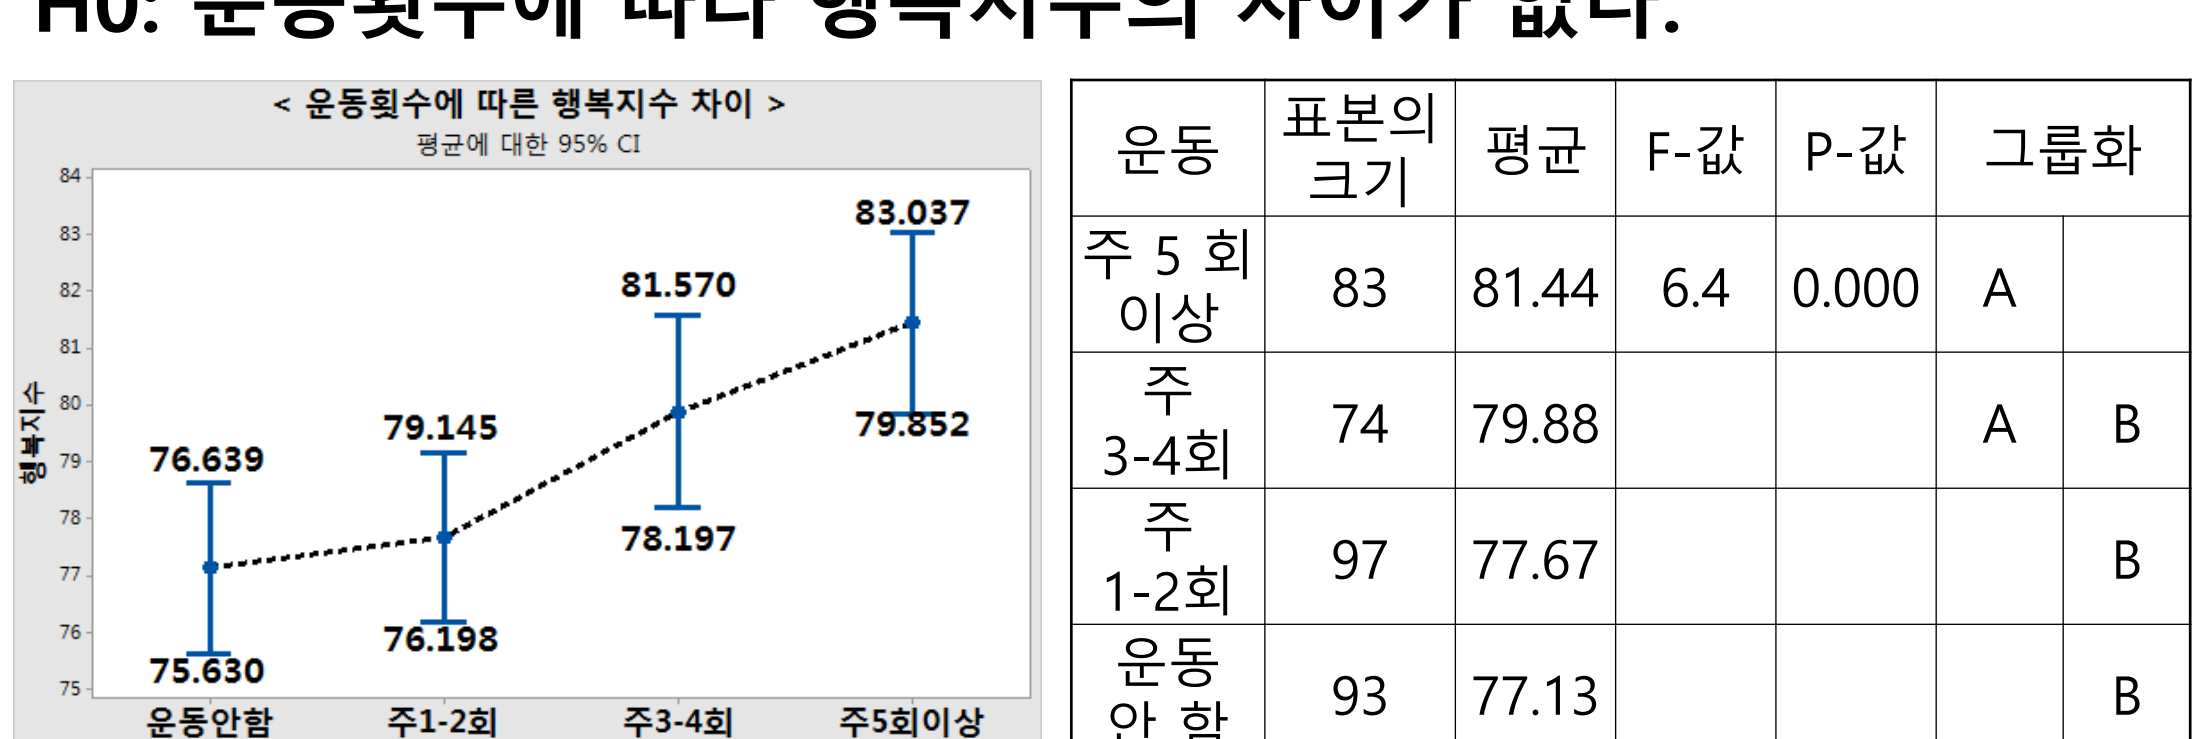 H0: 운동횟수에 따라 행복지수의 차이가 없다.
< 운동횟수에 따른 행복지수 차이 >
평균에 대한 95% CI
행복지수
84
83
82
81
80
79
78
77
76
75
76.639
75.630
79.145
76.198
81.570
78.197
83.037
79.852
운동안함 주1-2회 주3-4회 주5회이상
운동 표본의 크기 평균 F-값 P-값 그룹화
주 5 회 이상 83 81.44 6.4 0.000 A
주 3-4회 74 79.88 A B
주 1-2회 97 77.67 B
운동 안 함 93 77.13 B